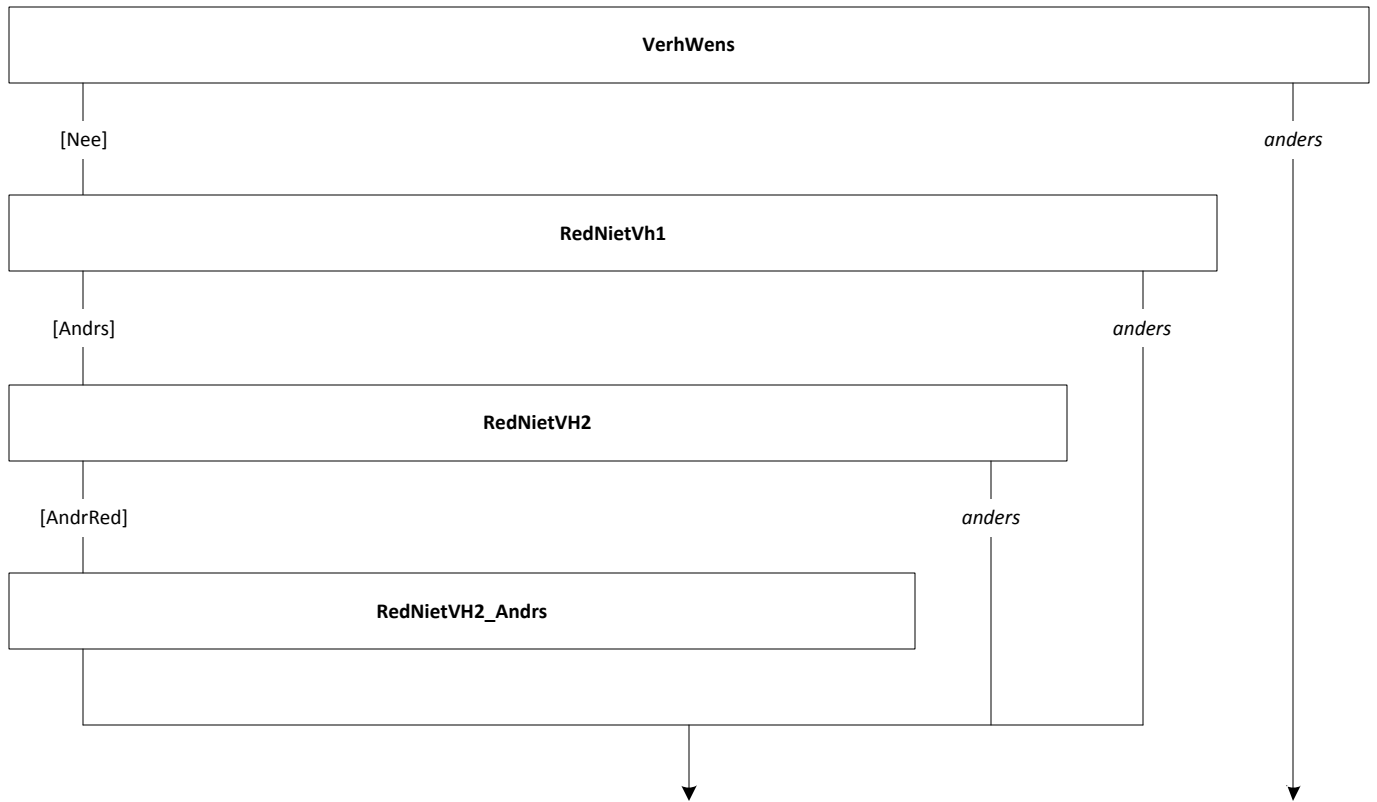 VerhWens
[Nee]
anders
RedNietVh1
[Andrs]
anders
RedNietVH2
[AndrRed]
anders
RedNietVH2_Andrs